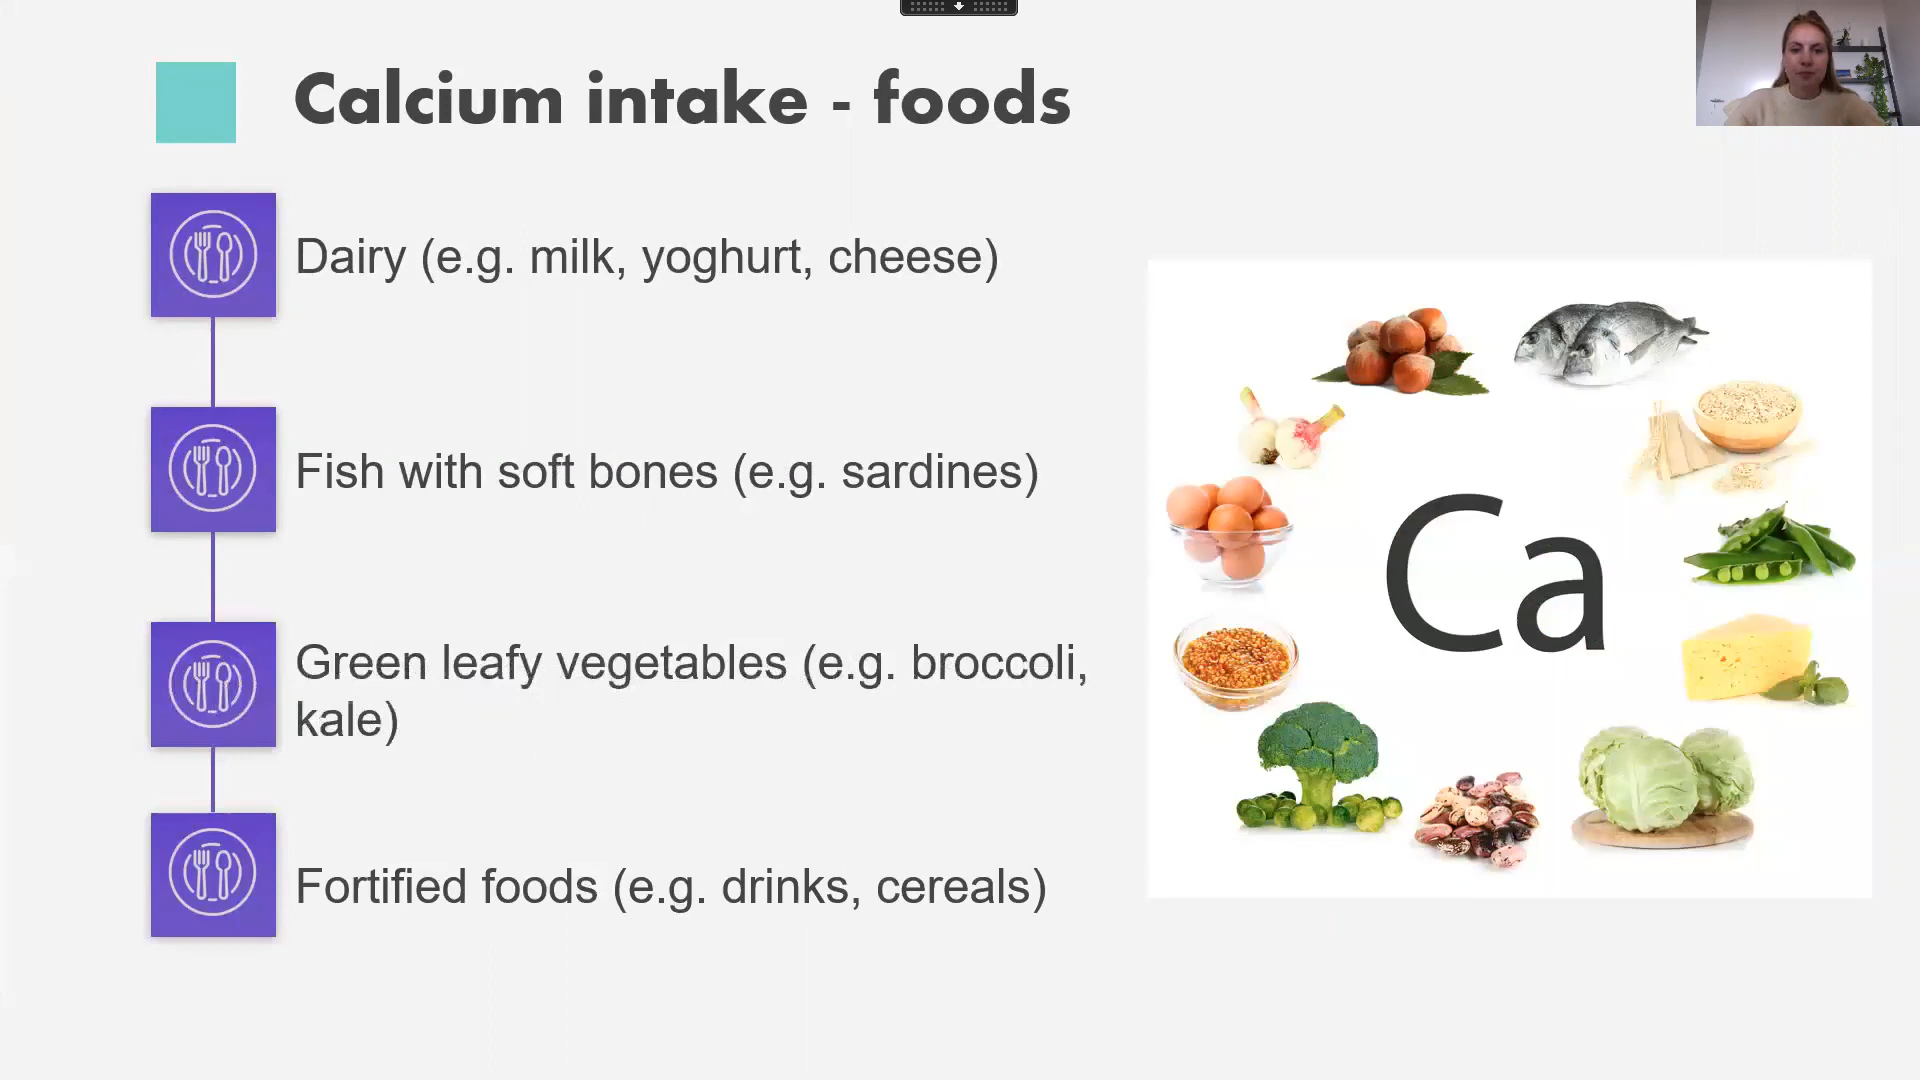 Calcium intake - foods
Dairy (e.g. milk, yoghurt, cheese)
Fish with soft bones (e.g. sardines)
Green leafy vegetables (e.g. broccoli,
kale)
Fortified foods (e.g. drinks, cereals)
Ca